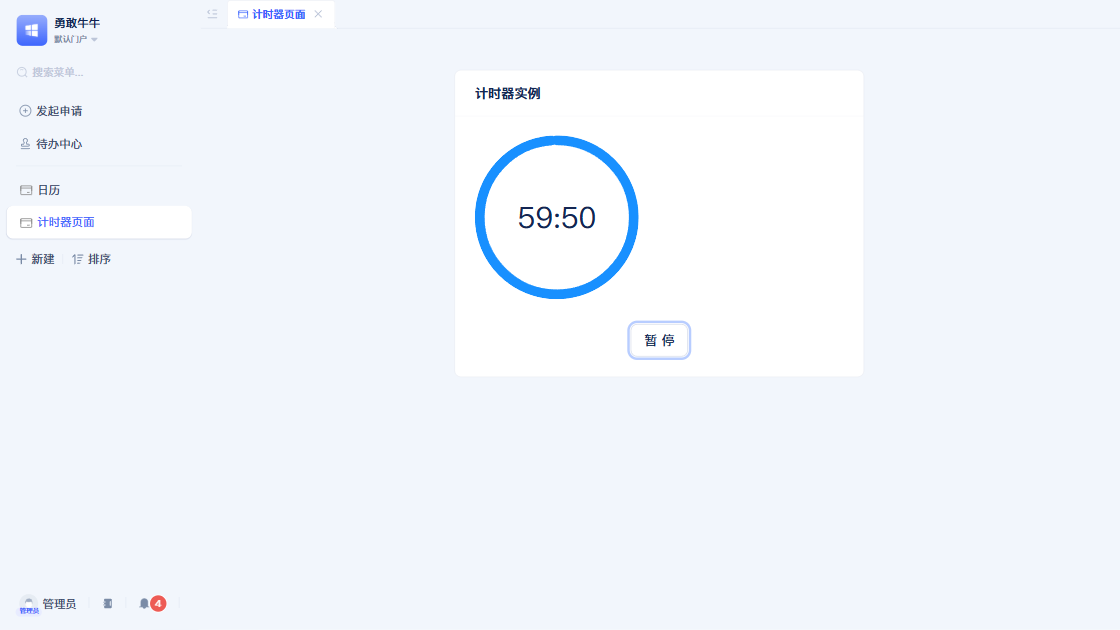 勇敢牛牛
默认门户
搜索菜单...
发起申请
待办中心
日历
计时器页面
新建 排序
管理员
管理员
4
计时器页面
计时器实例
59:50
暂 停